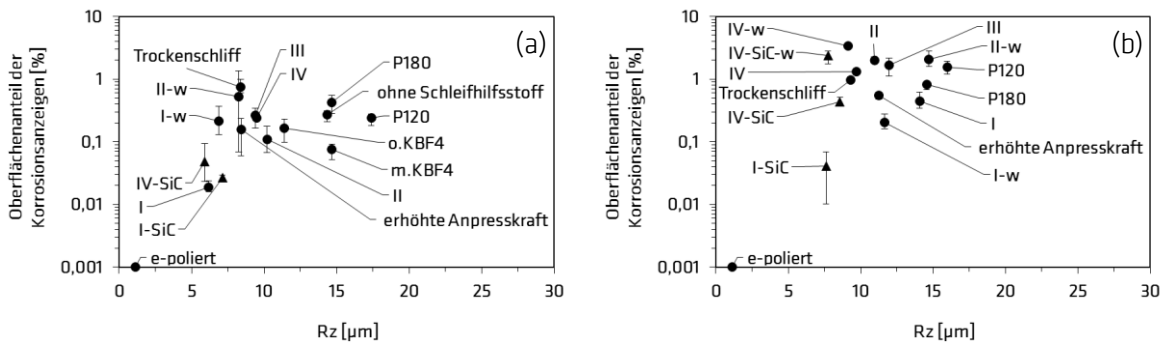 (a)
Oberflächenanteil der
Korrosionsanzeigen [%]
10
1
0,1
0,01
0,001
Trockenschliff
II-w
I-w
IV-SiC
I
I-SiC
e-poliert
III
IV
P180
ohne Schleifhilfsstoff
P120
o.KBF4
m.KBF4
II
erhöhte Anpresskraft
0 5 10 15 20 25 30
Rz [µm]
(b)
Oberflächenanteil der
Korrosionsanzeigen [%]
10
1
0,1
0,01
0,001
IV-w
IV-SiC-w
IV
Trockenschliff
IV-SiC
I-SiC
e-poliert
II
III
II-w
P120
P180
I
erhöhte Anpresskraft
I-w
0 5 10 15 20 25 30
Rz [µm]